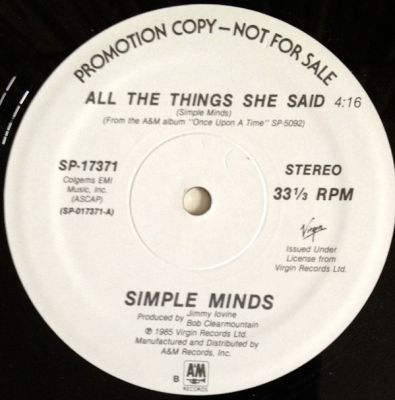 PROMOTION COPY—NOT FOR SALE
ALL THE THINGS SHE SAID 4:16
(Simple Minds)
(From the A&M album "Once Upon A Time" SP-5092)
SP-17371
Colgems EMI
Music, Inc.
(ASCAP)
(SP-017371-A)
STEREO
33 1/3 RPM
Virgin
Issued Under
License from
Virgin Records Ltd.
SIMPLE MINDS
Produced by Jimmy Iovine
Bob Clearmountain
℗ 1985 Virgin Records Ltd.
Manufactured and Distributed by
A&M Records, Inc.
B
A&M
RECORDS